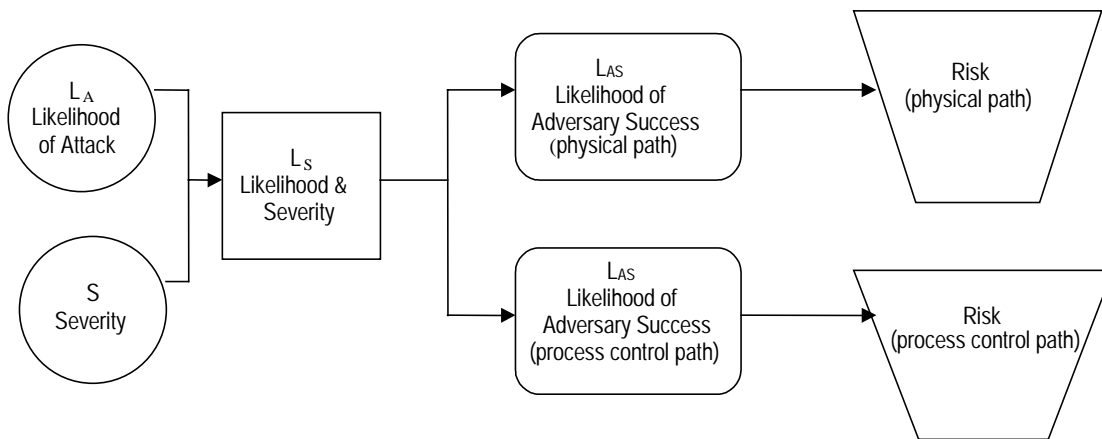 LA
Likelihood
of Attack
S
Severity
LS
Likelihood &
Severity
LAS
Likelihood of
Adversary Success
(physical path)
LAS
Likelihood of
Adversary Success
(process control path)
Risk
(physical path)
Risk
(process control path)